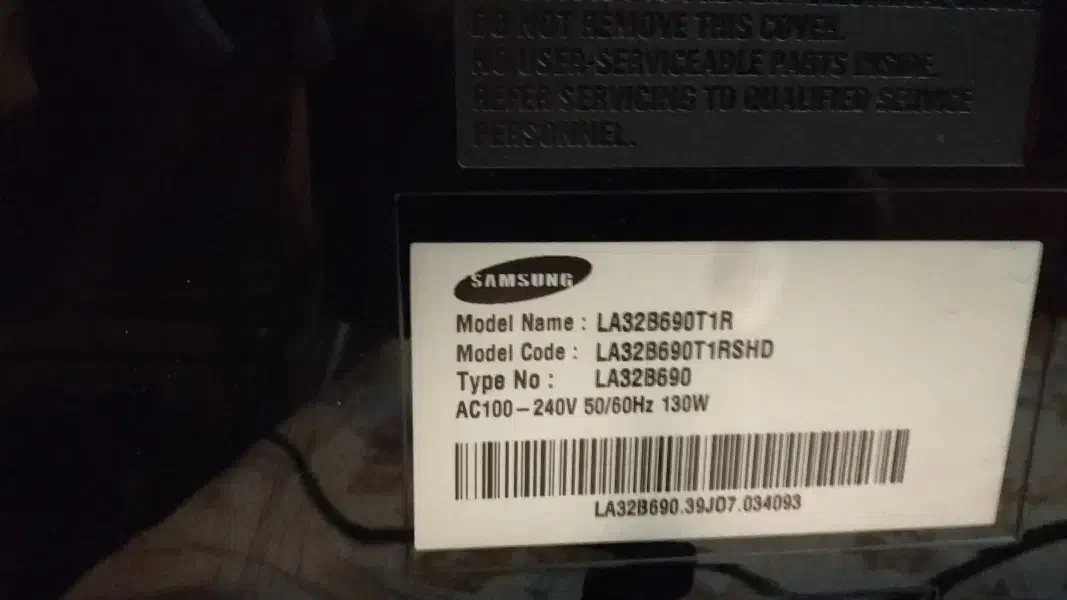 DO NOT REMOVE THIS COVER.
NO USER-SERVICEABLE PARTS INSIDE.
REFER SERVICING TO QUALIFIED SERVICE
PERSONNEL.
SAMSUNG
Model Name : LA32B690T1R
Model Code : LA32B690T1RSHD
Type No : LA32B690
AC100-240V 50/60Hz 130W
LA32B690.39J07.034093